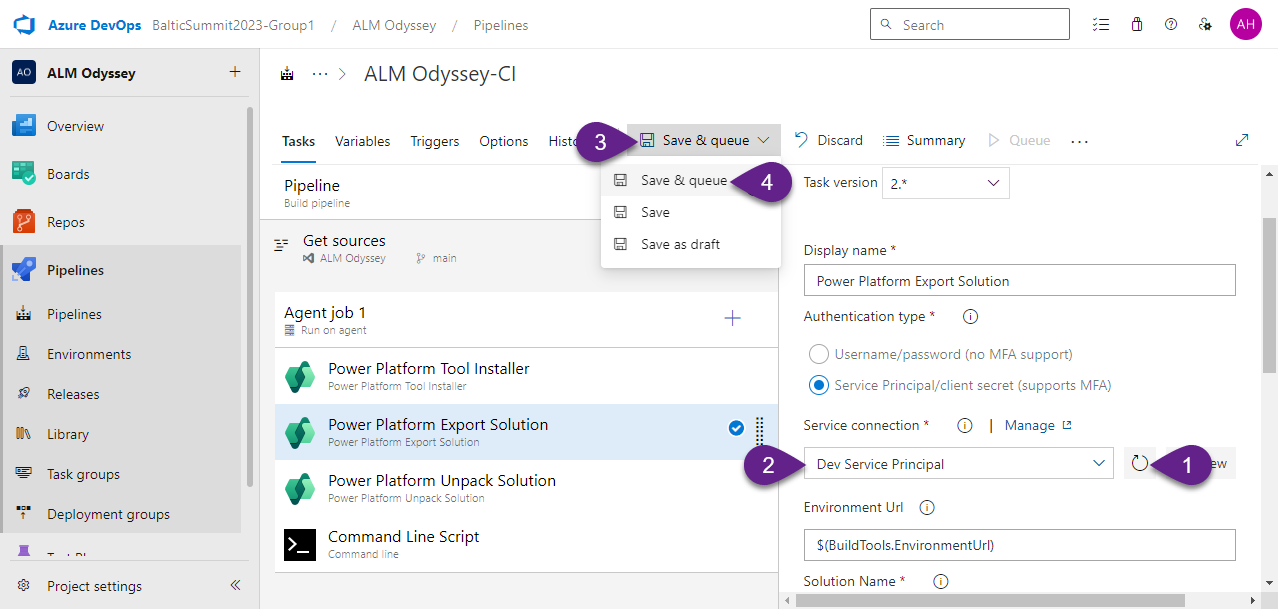 Azure DevOps BalticSummit2023-Group1 / ALM Odyssey / Pipelines
Search
AH
AO ALM Odyssey +
Overview
Boards
Repos
Pipelines
Pipelines
Environments
Releases
Library
Task groups
Deployment groups
Project settings
... > ALM Odyssey-CI
Tasks Variables Triggers Options
3 Save & queue
Discard Summary Queue ...
Save & queue 4
Save
Save as draft
Pipeline
Build pipeline
Get sources
ALM Odyssey main
Agent job 1
Run on agent
Power Platform Tool Installer
Power Platform Tool Installer
Power Platform Export Solution
Power Platform Export Solution
Power Platform Unpack Solution
Power Platform Unpack Solution
Command Line Script
Command line
Task version 2.*
Display name *
Power Platform Export Solution
Authentication type *
Username/password (no MFA support)
Service Principal/client secret (supports MFA)
Service connection * | Manage
2 Dev Service Principal 1
Environment Url
$(BuildTools.EnvironmentUrl)
Solution Name *